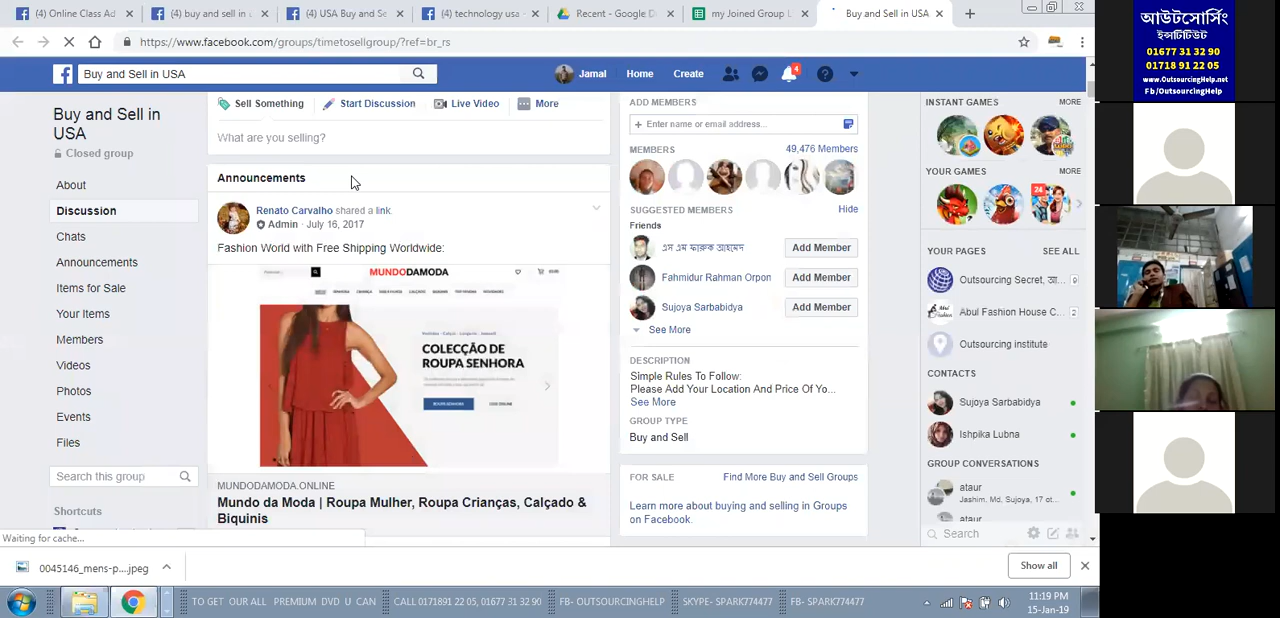 (4) Online Class Ad
(4) buy and sell in
(4) USA Buy and Se
(4) technology usa -
Recent - Google D
my Joined Group L
Buy and Sell in USA
https://www.facebook.com/groups/timetosellgroup/?ref=br_rs
Buy and Sell in USA
Jamal
Home
Create
4
Buy and Sell in
USA
Closed group
About
Discussion
Chats
Announcements
Items for Sale
Your Items
Members
Videos
Photos
Events
Files
Search this group
Shortcuts
Sell Something
Start Discussion
Live Video
More
What are you selling?
Announcements
Renato Carvalho shared a link.
Admin · July 16, 2017
Fashion World with Free Shipping Worldwide:
MUNDODAMODA
COLECÇÃO DE
ROUPA SENHORA
MUNDODAMODA.ONLINE
Mundo da Moda | Roupa Mulher, Roupa Crianças, Calçado &
Biquinis
ADD MEMBERS
+ Enter name or email address...
MEMBERS
49,476 Members
SUGGESTED MEMBERS
Hide
Friends
এস এম ফারুক আহমেদ
Add Member
Fahmidur Rahman Orpon
Add Member
Sujoya Sarbabidya
Add Member
See More
DESCRIPTION
Simple Rules To Follow:
Please Add Your Location And Price Of Yo...
See More
GROUP TYPE
Buy and Sell
FOR SALE
Find More Buy and Sell Groups
Learn more about buying and selling in Groups
on Facebook.
INSTANT GAMES
MORE
YOUR GAMES
MORE
24
YOUR PAGES
SEE ALL
Outsourcing Secret, আ...
Abul Fashion House C...
2
Outsourcing institute
CONTACTS
Sujoya Sarbabidya
Ishpika Lubna
GROUP CONVERSATIONS
ataur
Jashim. Md, Sujoya, 17 ot...
ataur
Search
Waiting for cache...
0045146_mens-p....jpeg
Show all
TO GET OUR ALL PREMIUM DVD U CAN
CALL 0171891 22 05, 01677 31 32 90
FB- OUTSOURCINGHELP
SKYPE- SPARK774477
FB- SPARK774477
11:19 PM
15-Jan-19
আউটসোর্সিং
ইন্সটিটিউট
01677 31 32 90
01718 91 22 05
www.OutsourcingHelp.net
Fb/OutsourcingHelp